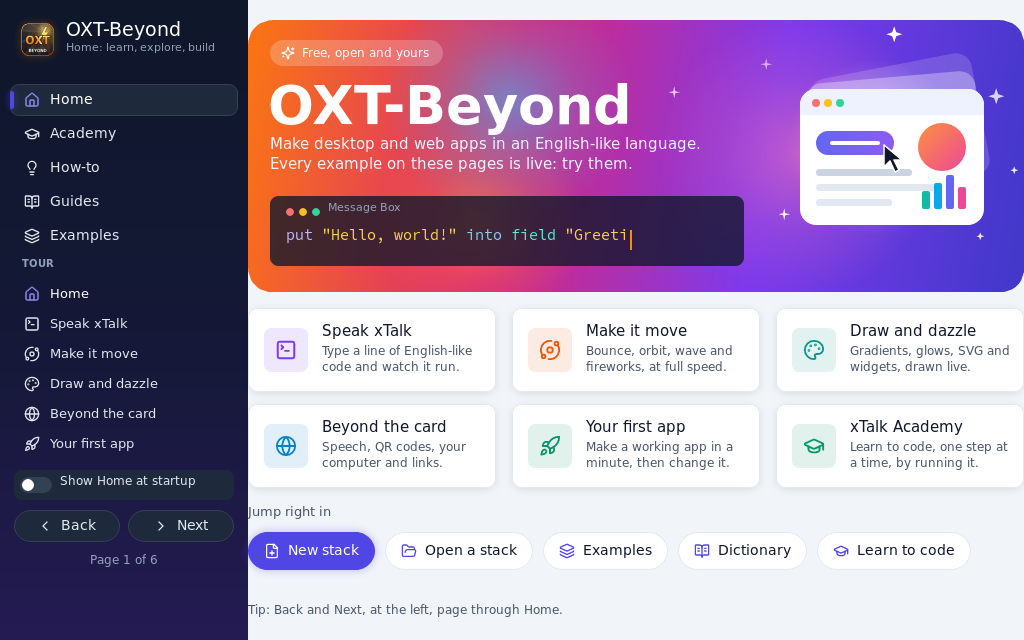 OXT
BEYOND
OXT-Beyond
Home: learn, explore, build
Home
Academy
How-to
Guides
Examples
TOUR
Home
Speak xTalk
Make it move
Draw and dazzle
Beyond the card
Your first app
Show Home at startup
Back
Next
Page 1 of 6
Free, open and yours
OXT-Beyond
Make desktop and web apps in an English-like language.
Every example on these pages is live: try them.
Message Box
put "Hello, world!" into field "Greeti
Speak xTalk
Type a line of English-like
code and watch it run.
Make it move
Bounce, orbit, wave and
fireworks, at full speed.
Draw and dazzle
Gradients, glows, SVG and
widgets, drawn live.
Beyond the card
Speech, QR codes, your
computer and links.
Your first app
Make a working app in a
minute, then change it.
xTalk Academy
Learn to code, one step at
a time, by running it.
Jump right in
New stack
Open a stack
Examples
Dictionary
Learn to code
Tip: Back and Next, at the left, page through Home.